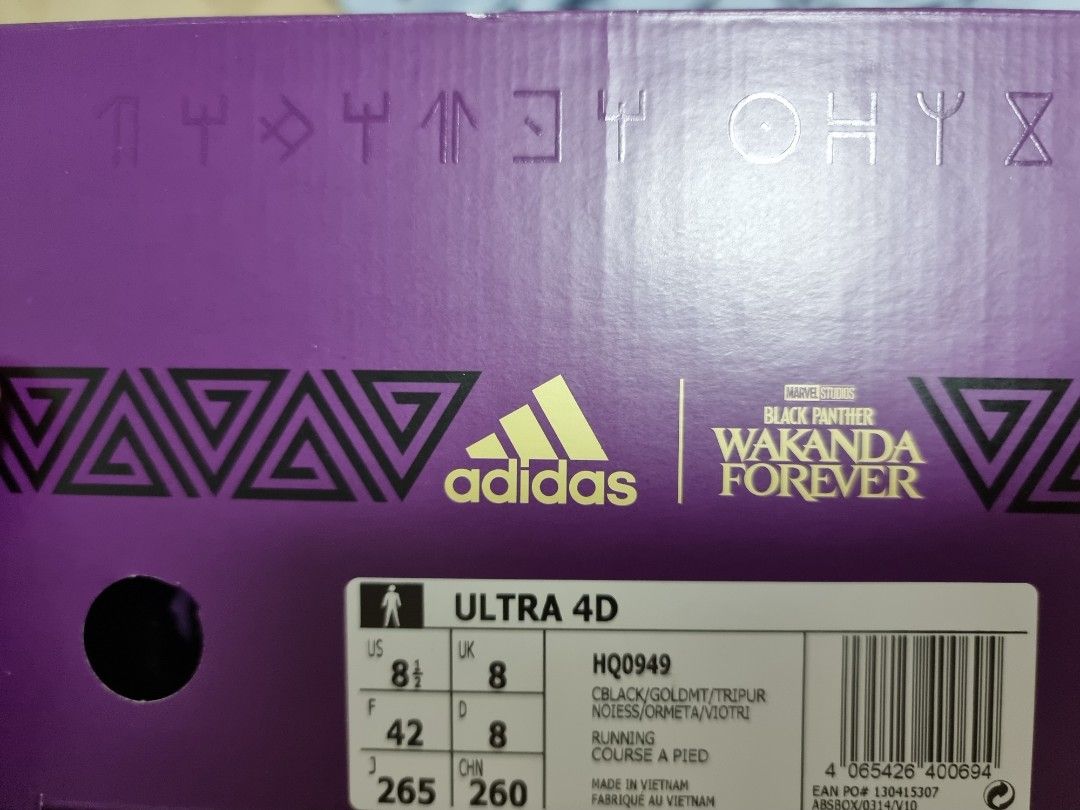 adidas
MARVEL STUDIOS
BLACK PANTHER
WAKANDA
FOREVER
ULTRA 4D
US 8½ UK 8
F 42 D 8
J 265 CHN 260
HQ0949
CBLACK/GOLDMT/TRIPUR
NOIESS/ORMETA/VIOTRI
RUNNING
COURSE A PIED
MADE IN VIETNAM
FABRIQUÉ AU VIETNAM
4 065426 400694
EAN PO# 130415307
ABSBOX/0314/X10